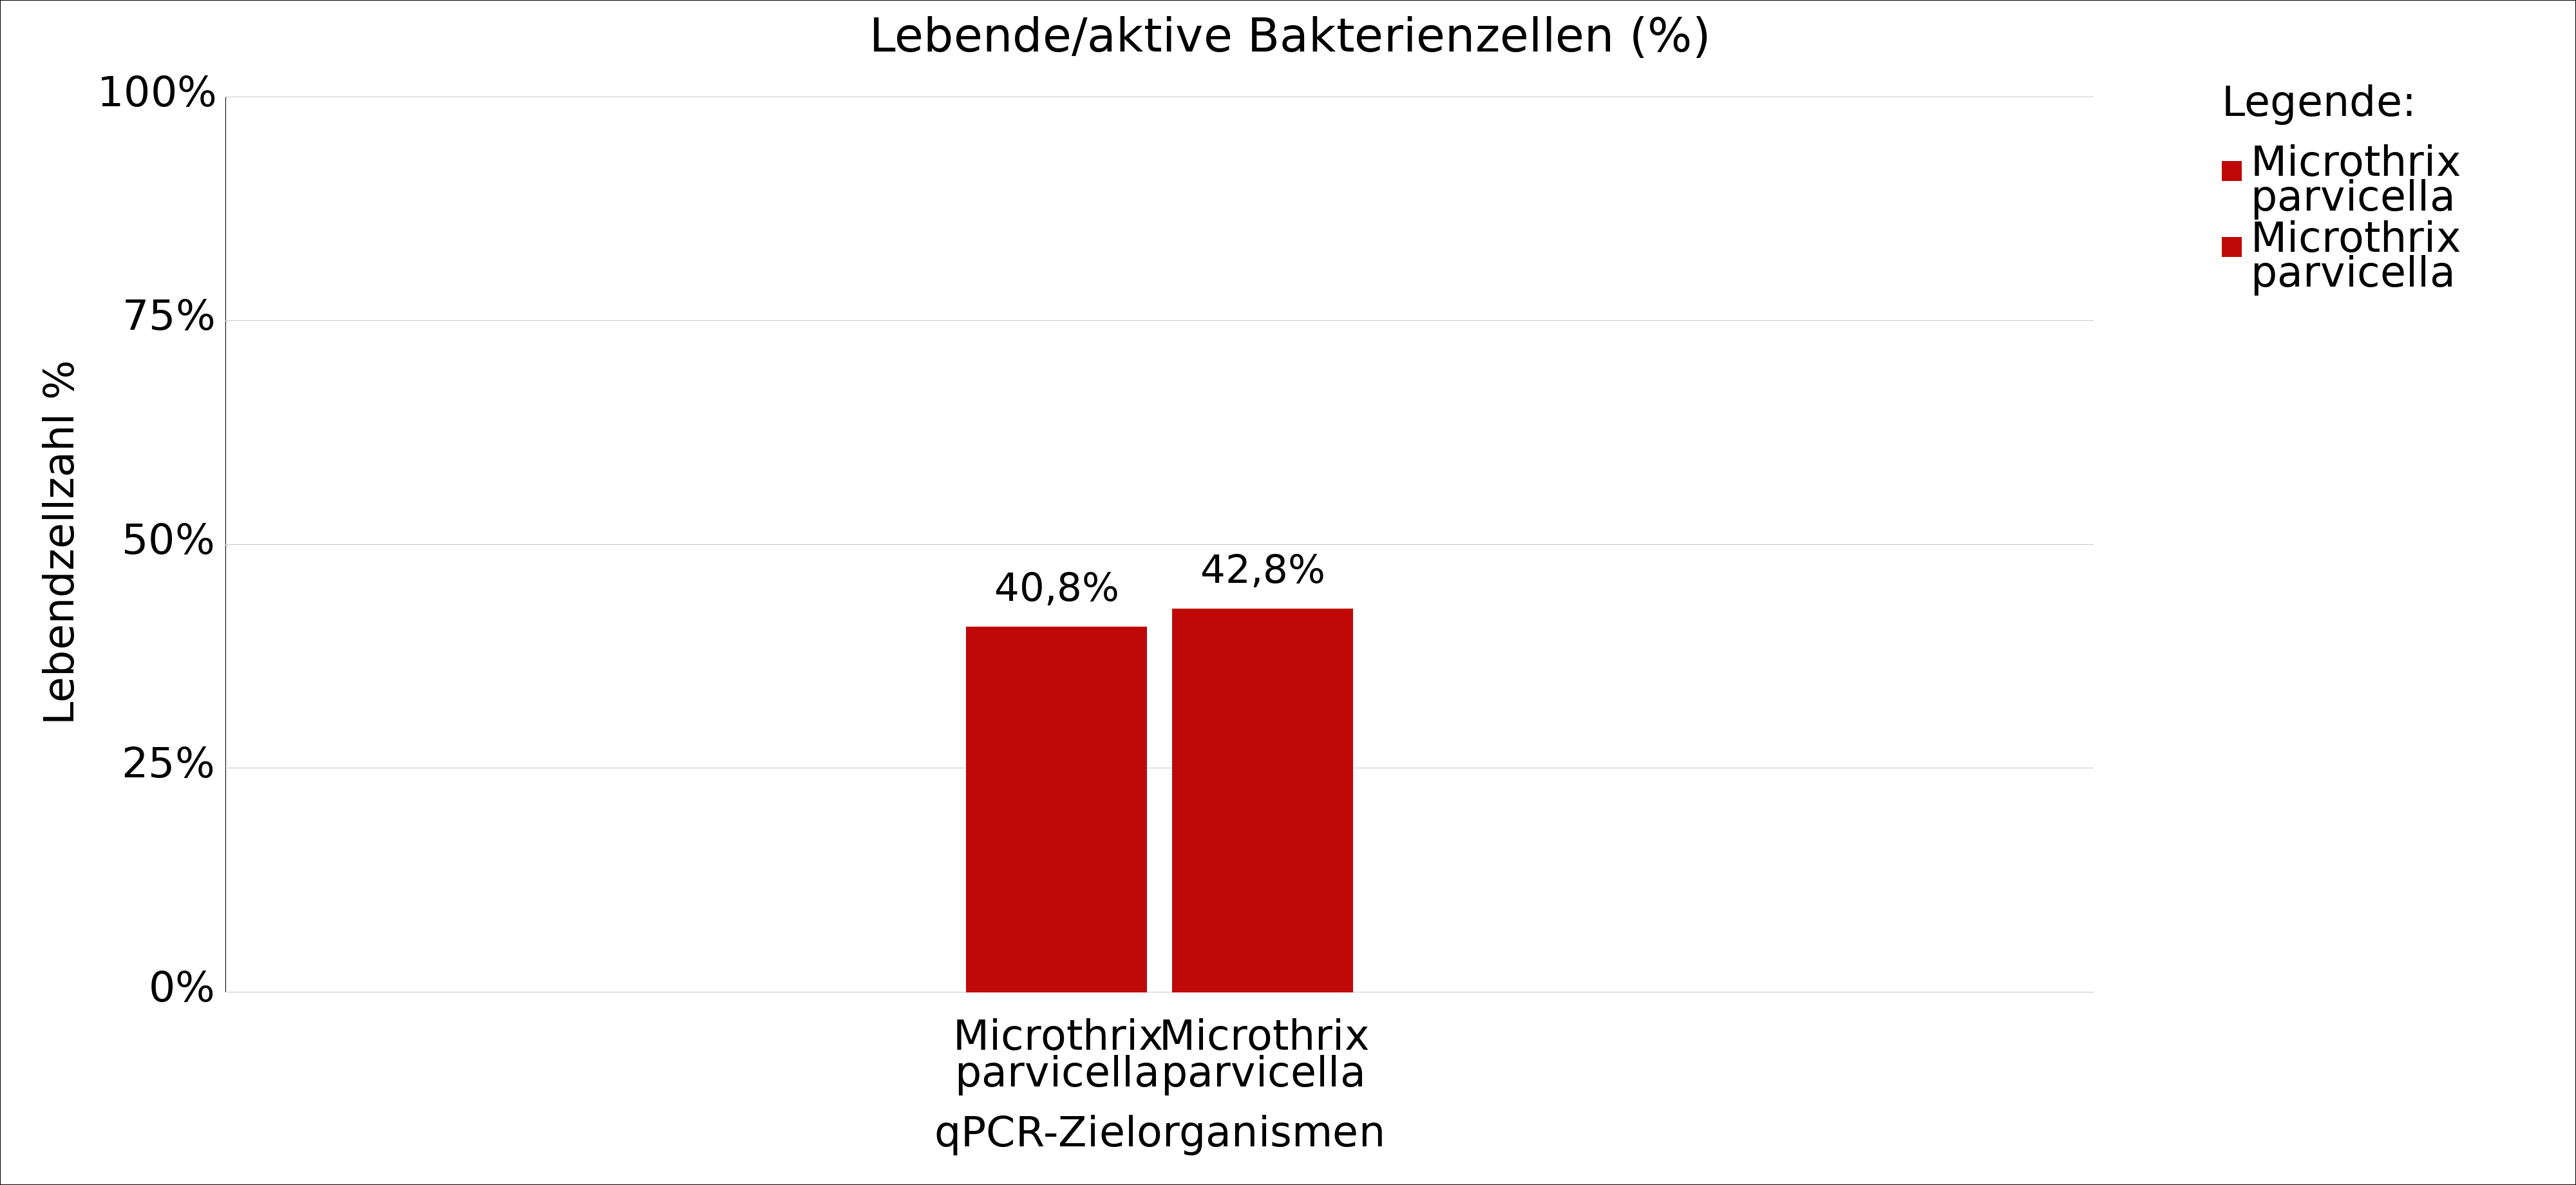 Lebende/aktive Bakterienzellen (%)
100%
75%
50%
25%
0%
Lebendzellzahl %
40,8%
42,8%
Microthrix Microthrix
parvicella parvicella
qPCR-Zielorganismen
Legende:
Microthrix
parvicella
Microthrix
parvicella